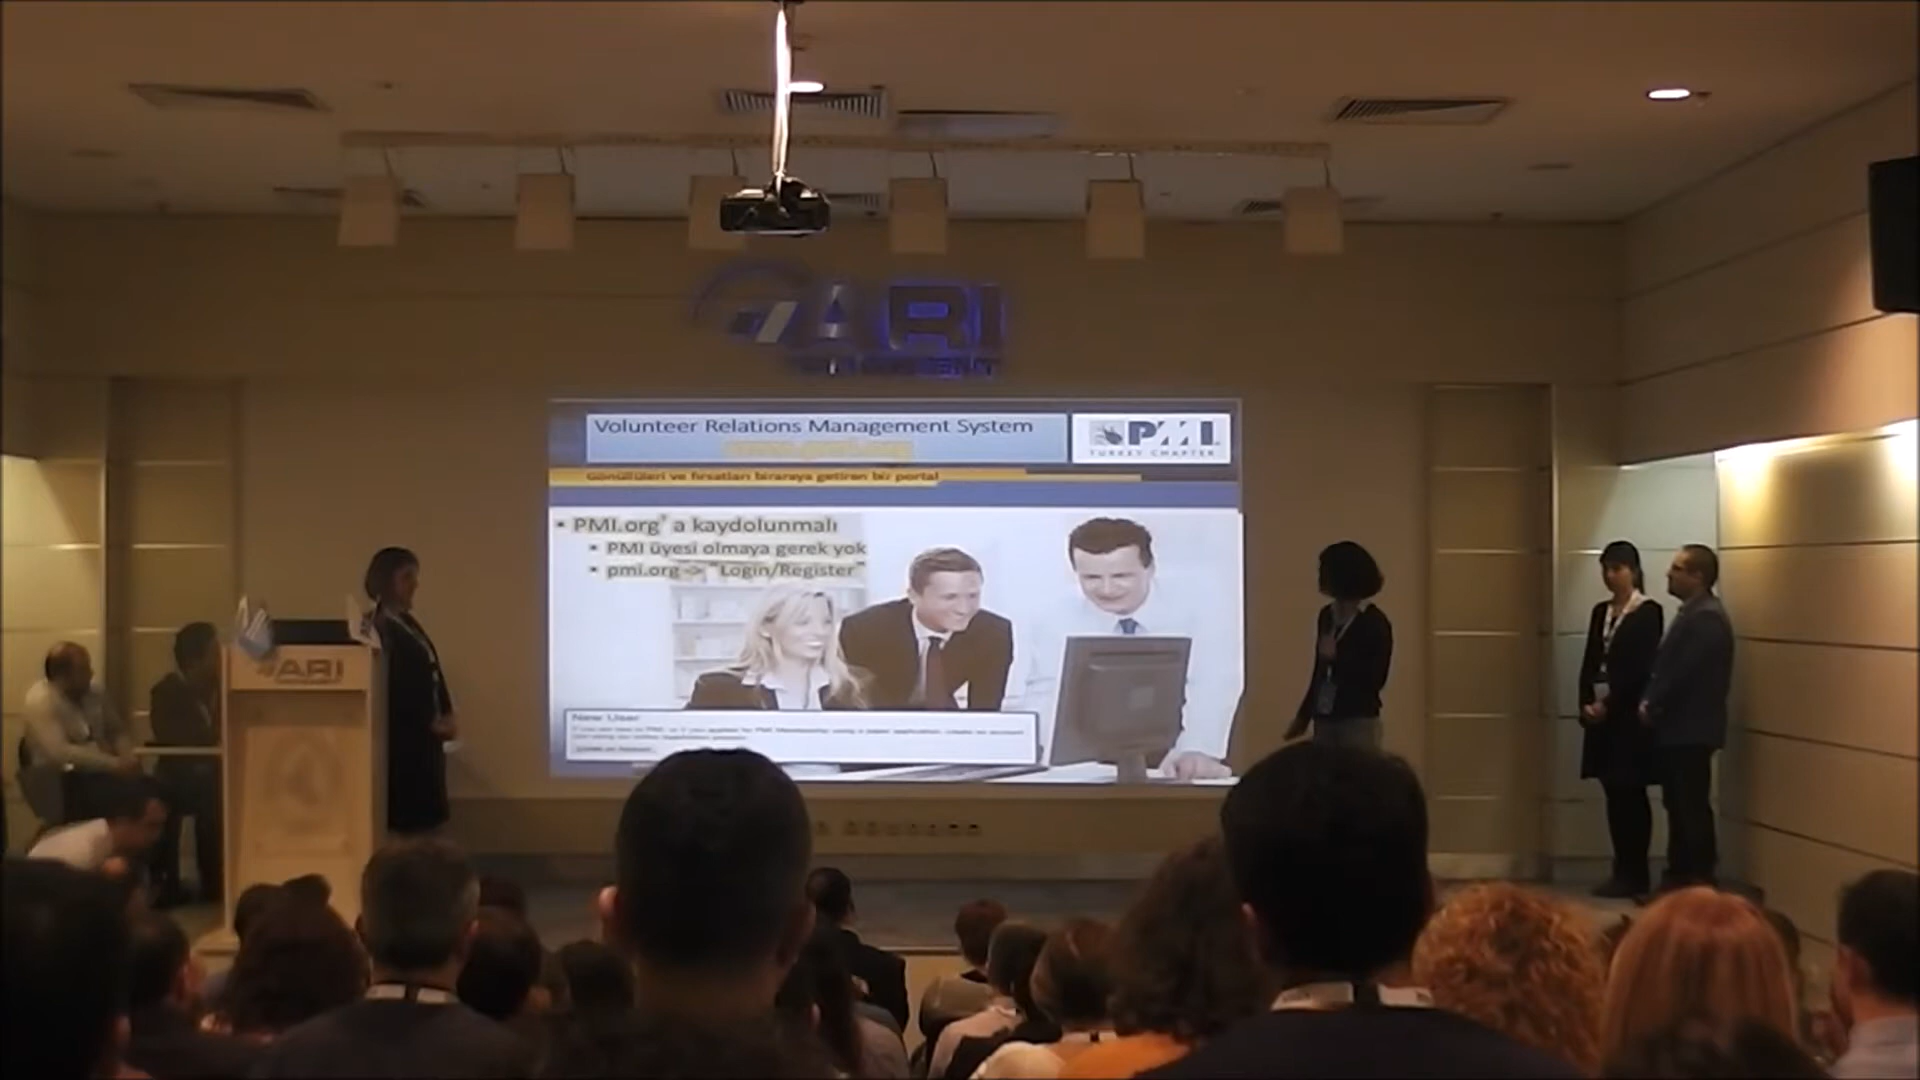 ARI
Volunteer Relations Management System
PMI
TURKEY CHAPTER
Gönüllüleri ve fırsatları biraraya getiren bir portal
• PMI.org' a kaydolunmalı
• PMI üyesi olmaya gerek yok
• pmi.org -> "Login/Register"
New User
ARI